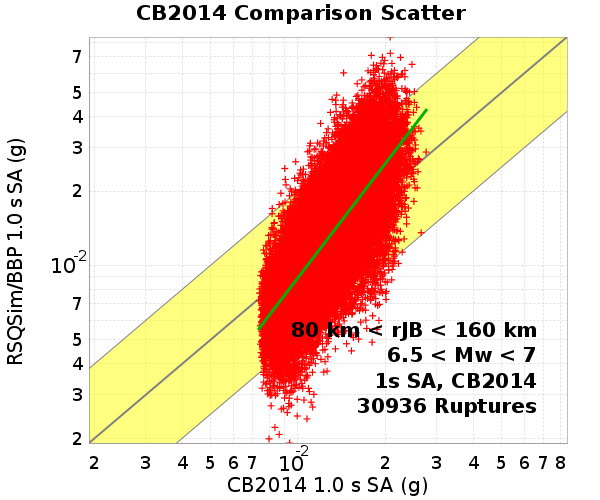 CB2014 Comparison Scatter
RSQSim/BBP 1.0 s SA (g)
7
5
4
3
2
10-2
7
5
4
3
2
80 km < rJB < 160 km
6.5 < Mw < 7
1s SA, CB2014
30936 Ruptures
2 3 4 5 6 7 10-2 2 3 4 5 6 7 8
CB2014 1.0 s SA (g)